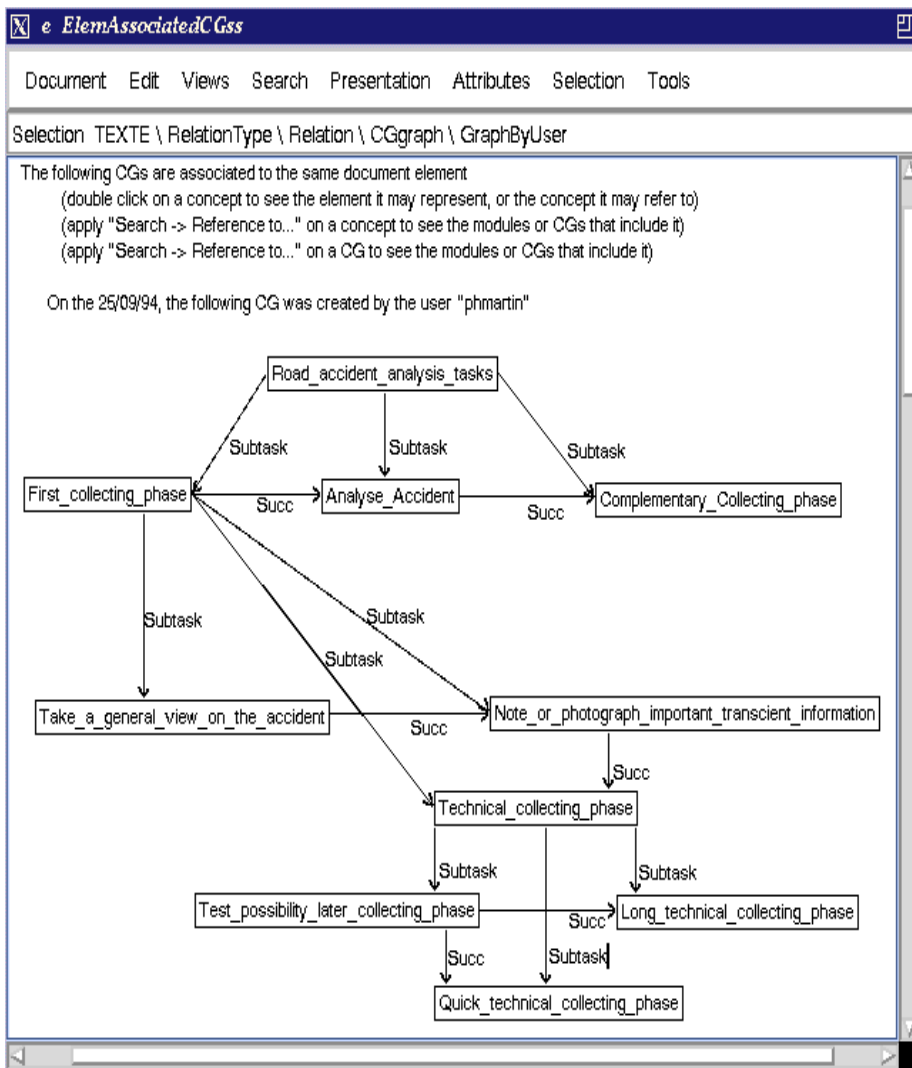 X e ElemAssociatedCGss
Document Edit Views Search Presentation Attributes Selection Tools
Selection TEXTE \ RelationType \ Relation \ CGgraph \ GraphByUser
The following CGs are associated to the same document element
(double click on a concept to see the element it may represent, or the concept it may refer to)
(apply "Search -> Reference to..." on a concept to see the modules or CGs that include it)
(apply "Search -> Reference to..." on a CG to see the modules or CGs that include it)
On the 25/09/94, the following CG was created by the user "phmartin"
Road_accident_analysis_tasks
Subtask Subtask Subtask
First_collecting_phase Analyse_Accident Complementary_Collecting_phase
Succ Succ
Subtask Subtask
Subtask
Take_a_general_view_on_the_accident Note_or_photograph_important_transcient_information
Succ
Succ
Technical_collecting_phase
Subtask Subtask
Test_possibility_later_collecting_phase Long_technical_collecting_phase
Succ
Succ Subtask
Quick_technical_collecting_phase